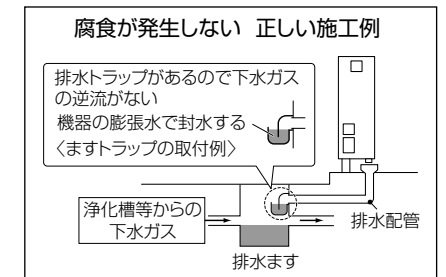 腐食が発生しない 正しい施工例
排水トラップがあるので下水ガス
の逆流がない
機器の膨張水で封水する
〈ますトラップの取付例〉
浄化槽等からの
下水ガス
排水配管
排水ます